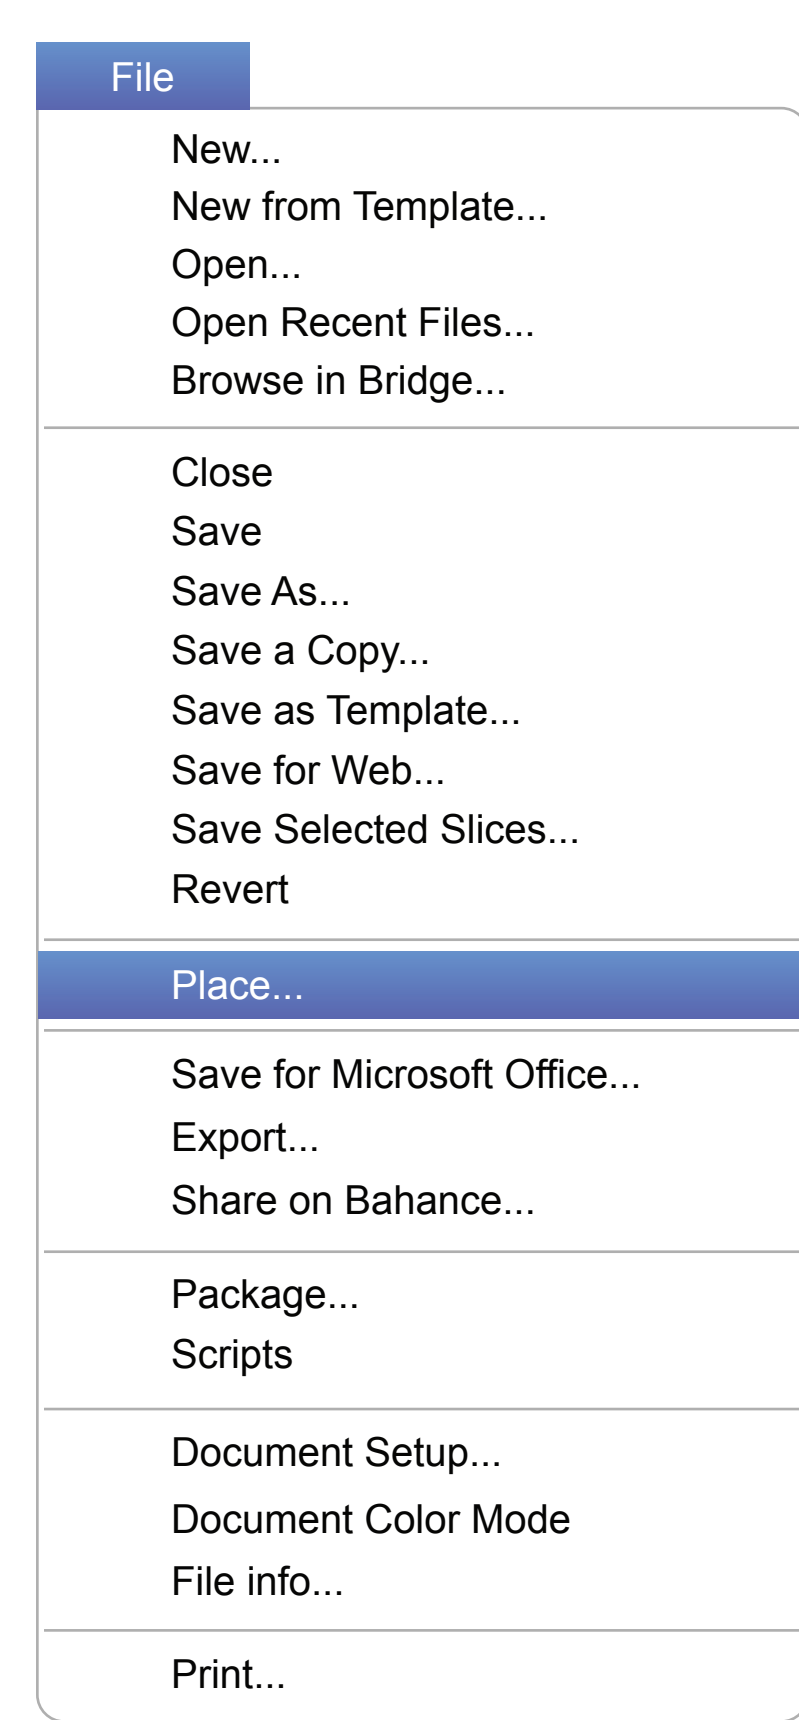 File
New...
New from Template...
Open...
Open Recent Files...
Browse in Bridge...
Close
Save
Save As...
Save a Copy...
Save as Template...
Save for Web...
Save Selected Slices...
Revert
Place...
Save for Microsoft Office...
Export...
Share on Bahance...
Package...
Scripts
Document Setup...
Document Color Mode
File info...
Print...